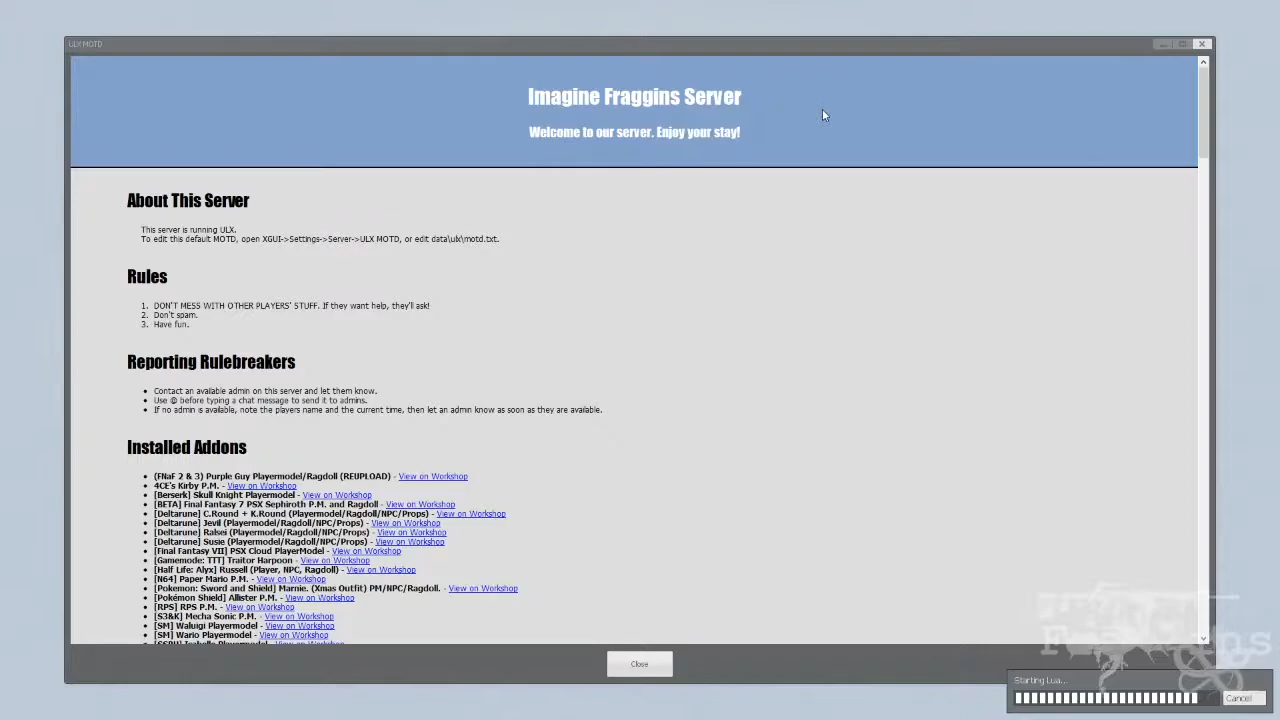 ULX MOTD
Imagine Fraggins Server
Welcome to our server. Enjoy your stay!
About This Server
This server is running ULX.
To edit this default MOTD, open XGUI->Settings->Server->ULX MOTD, or edit data\ulx\motd.txt.
Rules
1. DON'T MESS WITH OTHER PLAYERS' STUFF. If they want help, they'll ask!
2. Don't spam.
3. Have fun.
Reporting Rulebreakers
Contact an available admin on this server and let them know.
Use @ before typing a chat message to send it to admins.
If no admin is available, note the players name and the current time, then let an admin know as soon as they are available.
Installed Addons
(FNaF 2 & 3) Purple Guy Playermodel/Ragdoll (REUPLOAD) - View on Workshop
4CE's Kirby P.M. - View on Workshop
[Berserk] Skull Knight Playermodel - View on Workshop
[BETA] Final Fantasy 7 PSX Sephiroth P.M. and Ragdoll - View on Workshop
[Deltarune] C.Round + K.Round (Playermodel/Ragdoll/NPC/Props) - View on Workshop
[Deltarune] Jevil (Playermodel/Ragdoll/NPC/Props) - View on Workshop
[Deltarune] Ralsei (Playermodel/Ragdoll/NPC/Props) - View on Workshop
[Deltarune] Susie (Playermodel/Ragdoll/NPC/Props) - View on Workshop
[Final Fantasy VII] PSX Cloud PlayerModel - View on Workshop
[Gamemode: TTT] Traitor Harpoon - View on Workshop
[Half Life: Alyx] Russell (Player, NPC, Ragdoll) - View on Workshop
[N64] Paper Mario P.M. - View on Workshop
[Pokemon: Sword and Shield] Marnie. (Xmas Outfit) PM/NPC/Ragdoll. - View on Workshop
[Pokémon Shield] Allister P.M. - View on Workshop
[RPS] RPS P.M. - View on Workshop
[S3&K] Mecha Sonic P.M. - View on Workshop
[SM] Waluigi Playermodel - View on Workshop
[SM] Wario Playermodel - View on Workshop
Close
Starting Lua...
Cancel